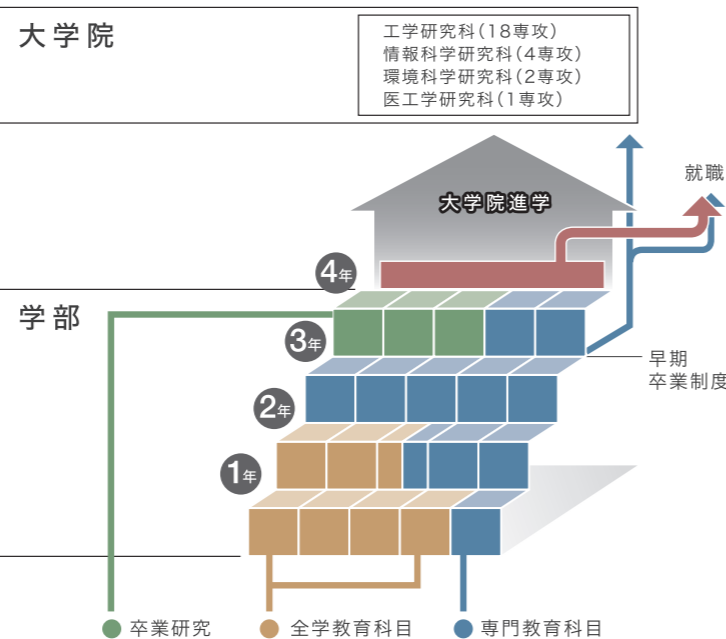 大学院
工学研究科(18専攻)
情報科学研究科(4専攻)
環境科学研究科(2専攻)
医工学研究科(1専攻)
就職
大学院進学
4年
学部
3年
早期
卒業制度
2年
1年
卒業研究
全学教育科目
専門教育科目